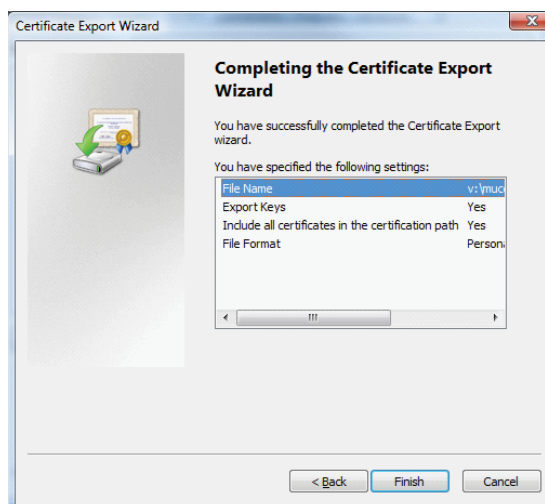 Certificate Export Wizard
Completing the Certificate Export
Wizard
You have successfully completed the Certificate Export
wizard.
You have specified the following settings:
File Name v:\muc
Export Keys Yes
Include all certificates in the certification path Yes
File Format Persona
< Back Finish Cancel